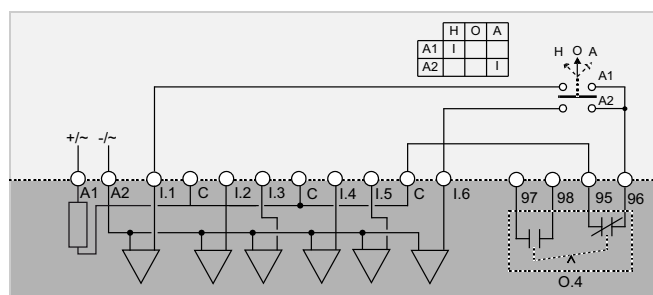 H O A
A1 I
A2 I
H O A
A1
A2
+/~ -/~
A1 A2 I.1 C I.2 I.3 C I.4 I.5 C I.6 97 98 95 96
O.4